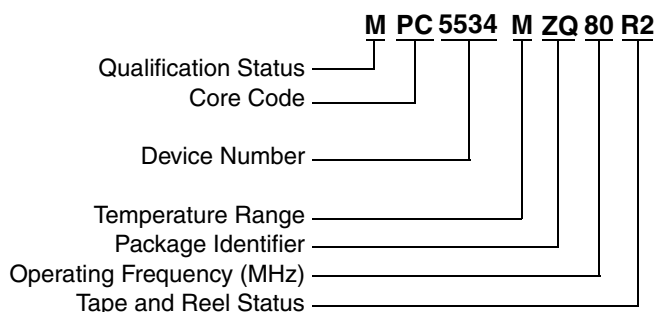 M PC 5534 M ZQ 80 R2
Qualification Status
Core Code
Device Number
Temperature Range
Package Identifier
Operating Frequency (MHz)
Tape and Reel Status